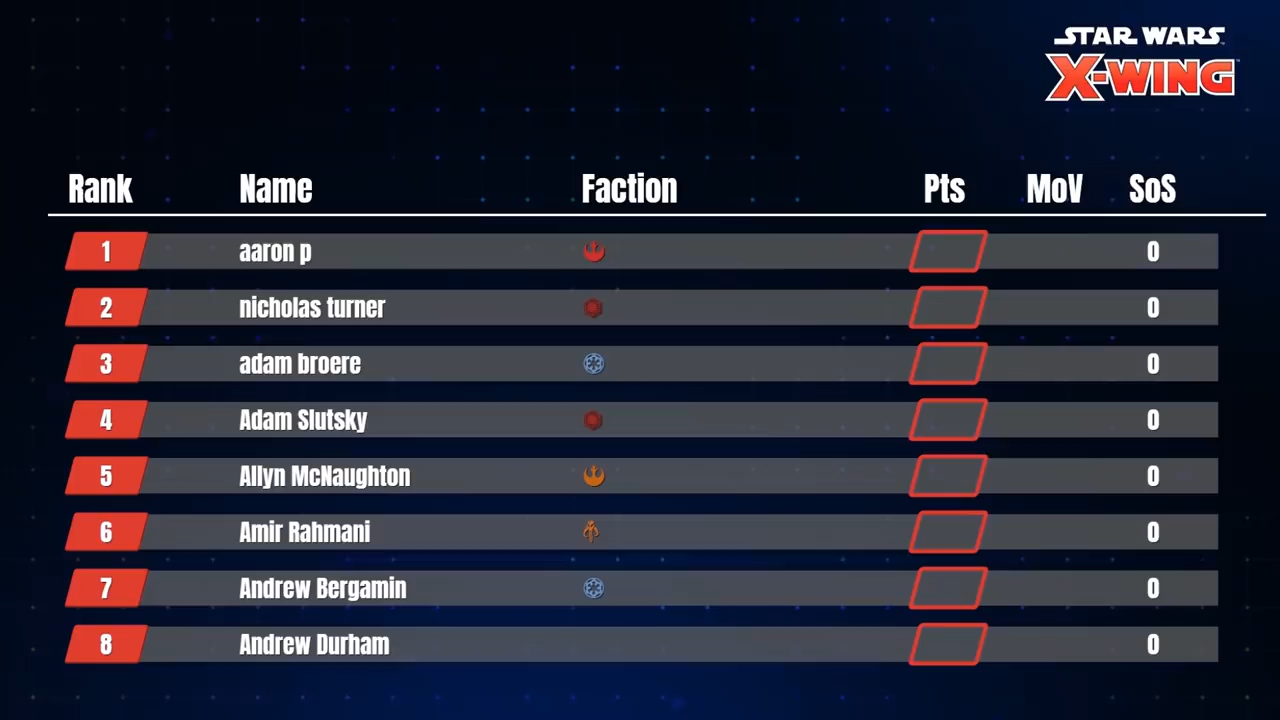 STAR WARS
X-WING
Rank Name Faction Pts MoV SoS
1 aaron p 0
2 nicholas turner 0
3 adam broere 0
4 Adam Slutsky 0
5 Allyn McNaughton 0
6 Amir Rahmani 0
7 Andrew Bergamin 0
8 Andrew Durham 0